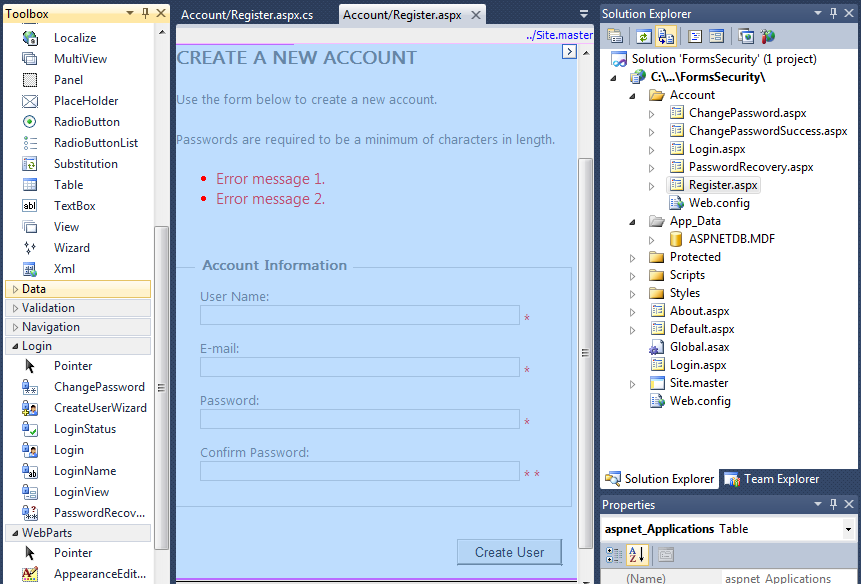 Toolbox
Localize
MultiView
Panel
PlaceHolder
RadioButton
RadioButtonList
Substitution
Table
TextBox
View
Wizard
Xml
Data
Validation
Navigation
Login
Pointer
ChangePassword
CreateUserWizard
LoginStatus
Login
LoginName
LoginView
PasswordRecov...
WebParts
Pointer
AppearanceEdit...
Account/Register.aspx.cs
Account/Register.aspx
../Site.master
CREATE A NEW ACCOUNT
Use the form below to create a new account.
Passwords are required to be a minimum of characters in length.
Error message 1.
Error message 2.
Account Information
User Name:
*
E-mail:
*
Password:
*
Confirm Password:
* *
Create User
Solution Explorer
Solution 'FormsSecurity' (1 project)
C:\...\FormsSecurity\
Account
ChangePassword.aspx
ChangePasswordSuccess.aspx
Login.aspx
PasswordRecovery.aspx
Register.aspx
Web.config
App_Data
ASPNETDB.MDF
Protected
Scripts
Styles
About.aspx
Default.aspx
Global.asax
Login.aspx
Site.master
Web.config
Solution Explorer
Team Explorer
Properties
aspnet_Applications Table
(Name)
aspnet_Applications